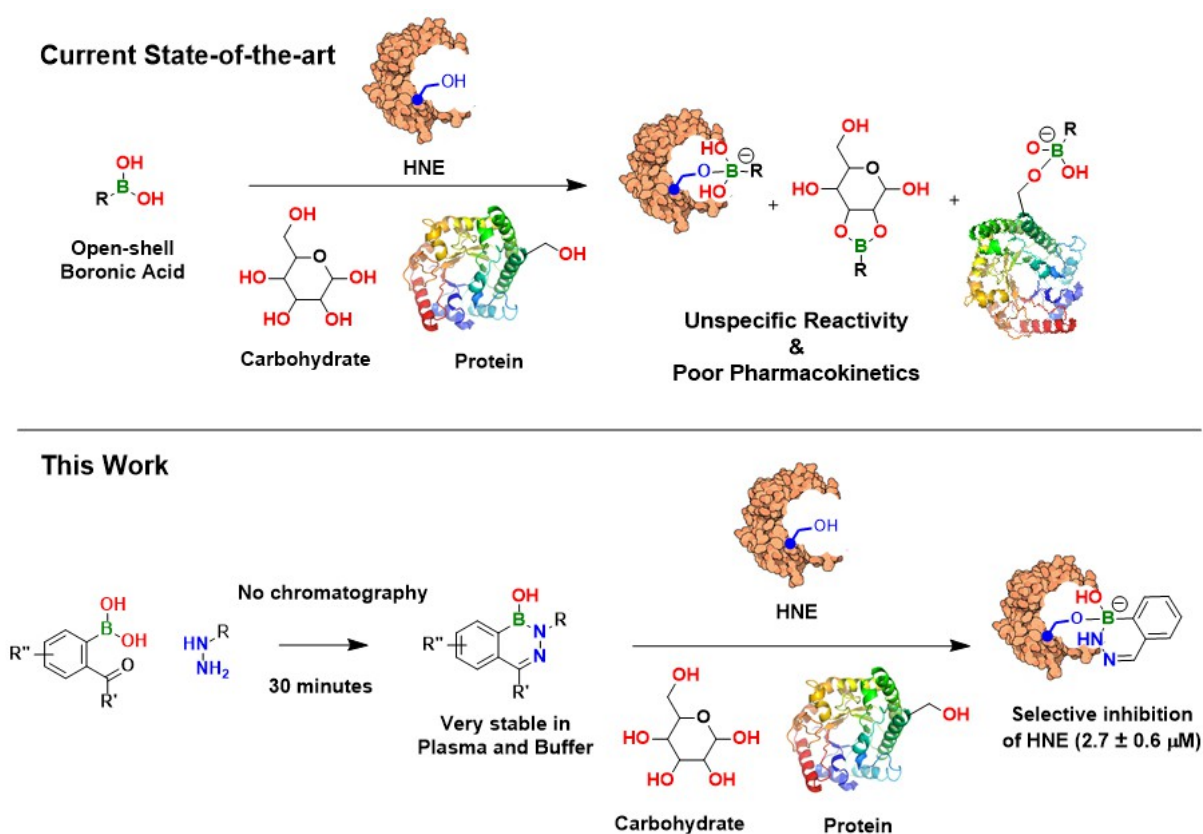 Current State-of-the-art
OH
HNE
OH
B
R
OH
Open-shell
Boronic Acid
OH
O
HO
OH
HO
OH
Carbohydrate
OH
Protein
HO
⊖
O
B
R
HO
+
OH
O
HO
OH
O
O
B
R
+
⊖
R
O
B
OH
O
Unspecific Reactivity
&
Poor Pharmacokinetics
This Work
OH
B
OH
R''
O
R'
HN
R
NH2
No chromatography
30 minutes
OH
B
R
N
N
R''
R'
Very stable in
Plasma and Buffer
OH
HNE
OH
O
HO
OH
HO
OH
Carbohydrate
OH
Protein
HO
⊖
O
B
HN
N
Selective inhibition
of HNE (2.7 ± 0.6 μM)